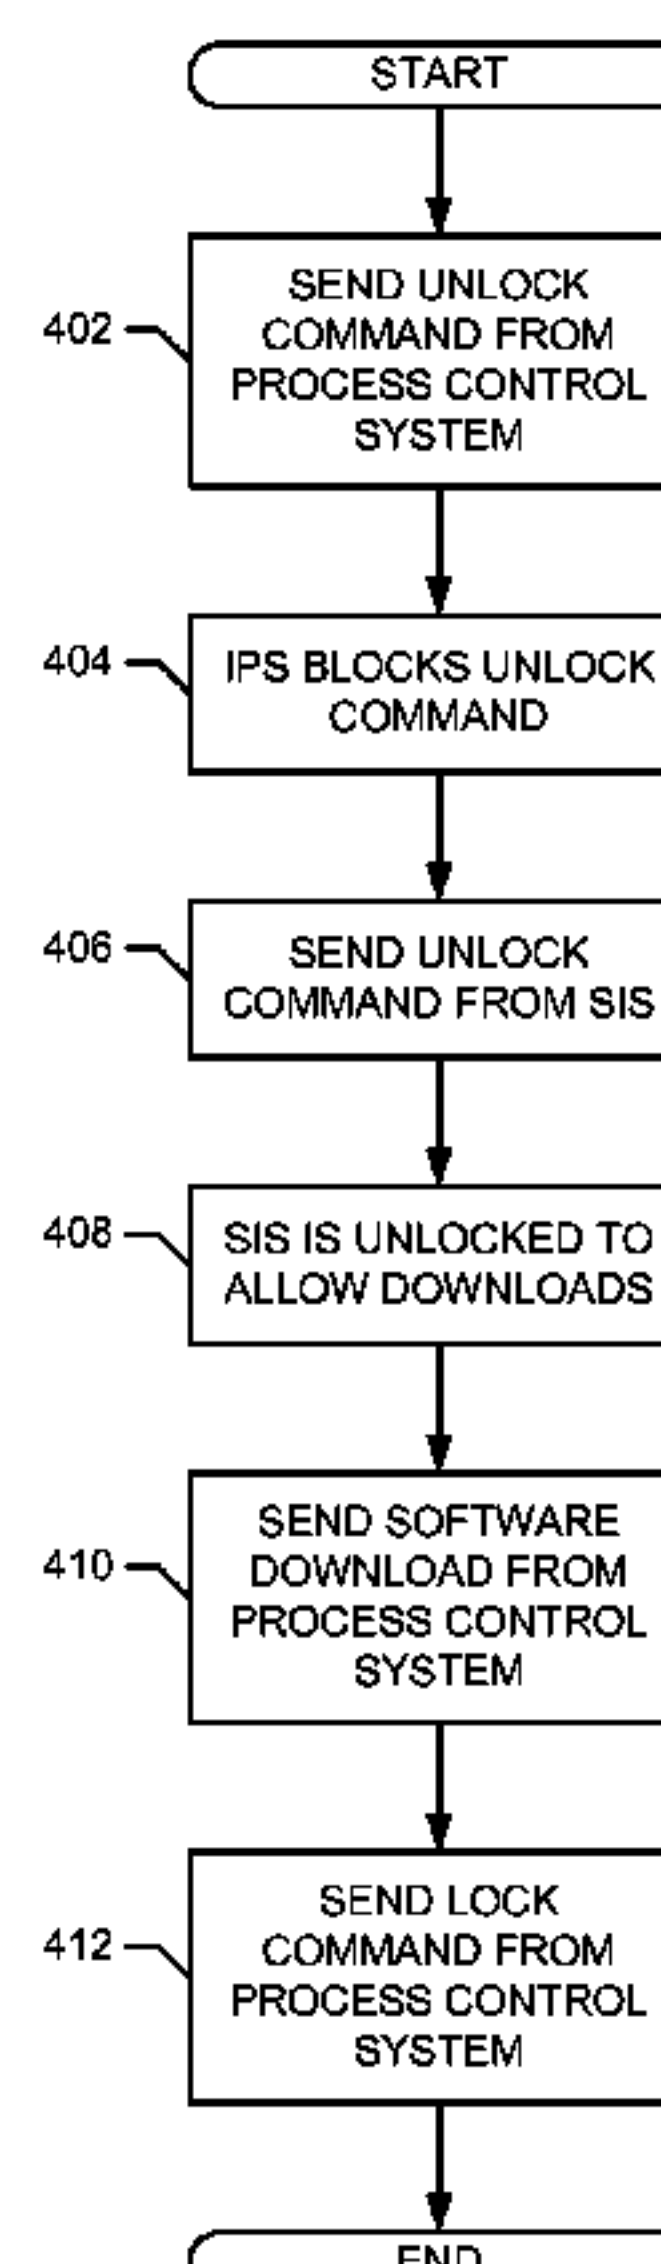 START
402
SEND UNLOCK
COMMAND FROM
PROCESS CONTROL
SYSTEM
404
IPS BLOCKS UNLOCK
COMMAND
406
SEND UNLOCK
COMMAND FROM SIS
408
SIS IS UNLOCKED TO
ALLOW DOWNLOADS
410
SEND SOFTWARE
DOWNLOAD FROM
PROCESS CONTROL
SYSTEM
412
SEND LOCK
COMMAND FROM
PROCESS CONTROL
SYSTEM
END